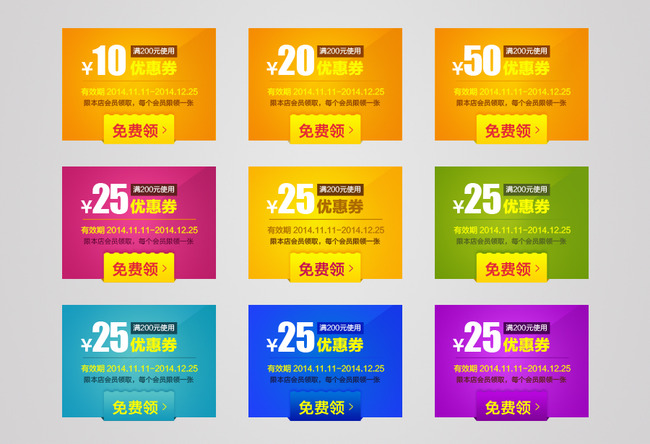 ¥10 满200元使用 优惠券
有效期 2014.11.11-2014.12.25
限本店会员领取，每个会员限领一张
免费领 >
¥20 满200元使用 优惠券
有效期 2014.11.11-2014.12.25
限本店会员领取，每个会员限领一张
免费领 >
¥50 满200元使用 优惠券
有效期 2014.11.11-2014.12.25
限本店会员领取，每个会员限领一张
免费领 >
¥25 满200元使用 优惠券
有效期 2014.11.11-2014.12.25
限本店会员领取，每个会员限领一张
免费领 >
¥25 满200元使用 优惠券
有效期 2014.11.11-2014.12.25
限本店会员领取，每个会员限领一张
免费领 >
¥25 满200元使用 优惠券
有效期 2014.11.11-2014.12.25
限本店会员领取，每个会员限领一张
免费领 >
¥25 满200元使用 优惠券
有效期 2014.11.11-2014.12.25
限本店会员领取，每个会员限领一张
免费领 >
¥25 满200元使用 优惠券
有效期 2014.11.11-2014.12.25
限本店会员领取，每个会员限领一张
免费领 >
¥25 满200元使用 优惠券
有效期 2014.11.11-2014.12.25
限本店会员领取，每个会员限领一张
免费领 >